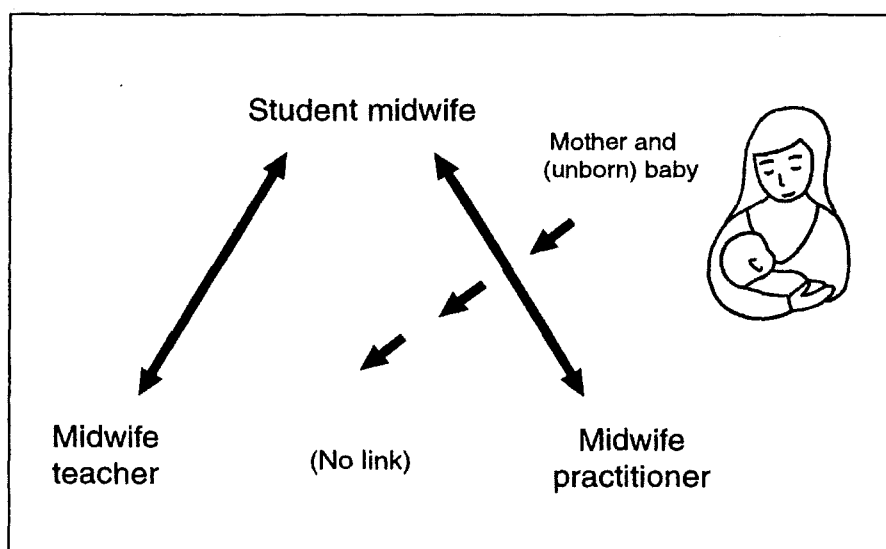 Student midwife
Mother and
(unborn) baby
Midwife
teacher
(No link)
Midwife
practitioner